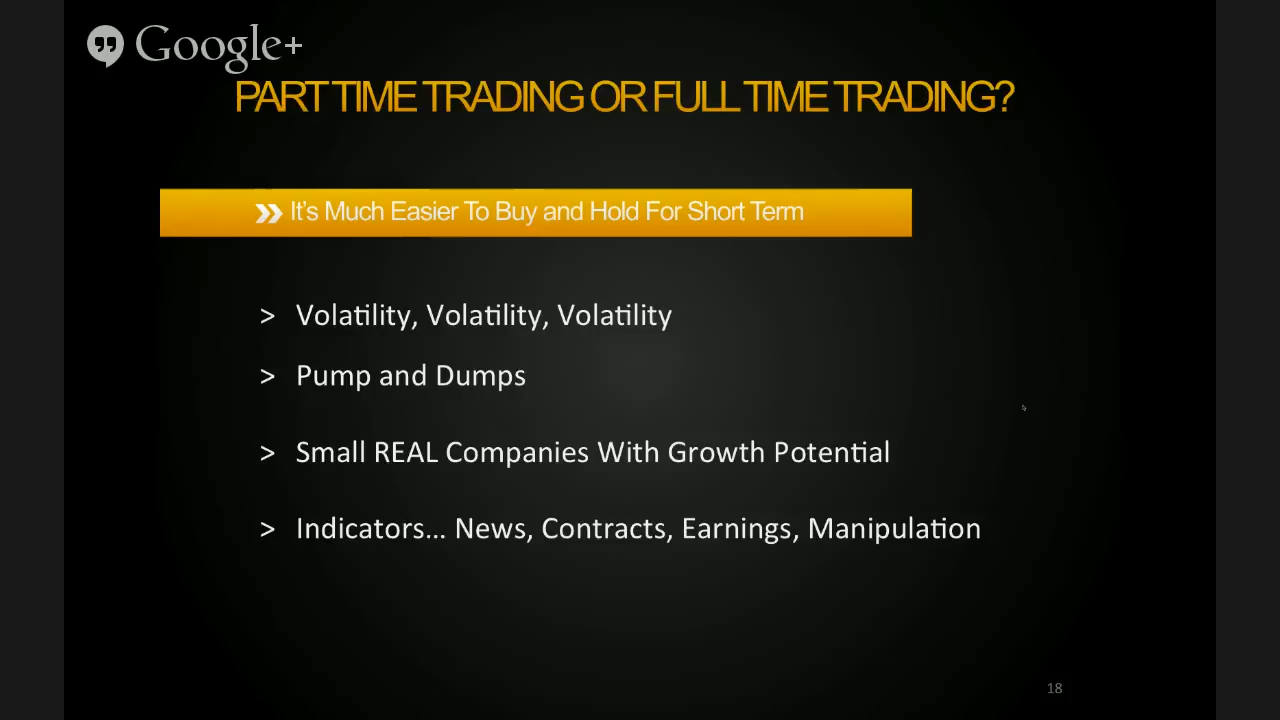 Google+
PART TIME TRADING OR FULL TIME TRADING?
» It's Much Easier To Buy and Hold For Short Term
> Volatility, Volatility, Volatility
> Pump and Dumps
> Small REAL Companies With Growth Potential
> Indicators... News, Contracts, Earnings, Manipulation
18